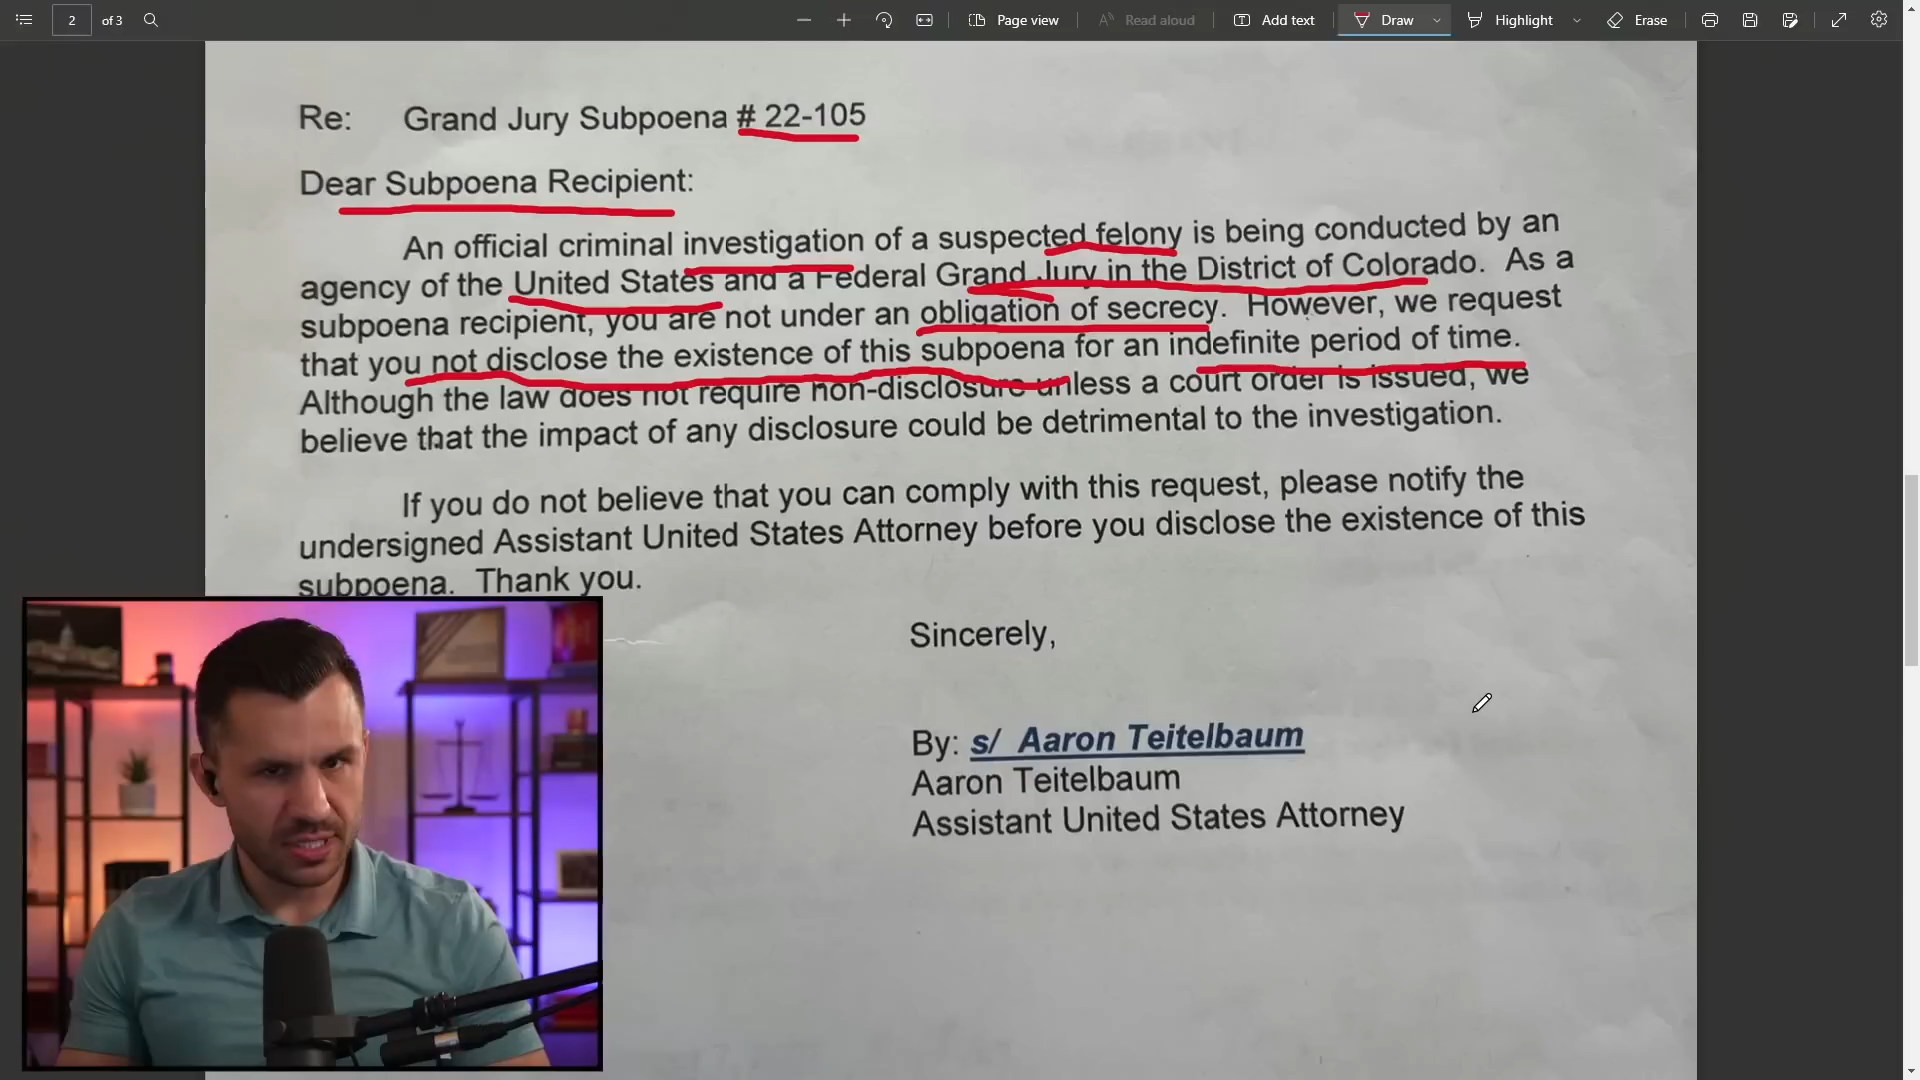 2 of 3 Page view Read aloud Add text Draw Highlight Erase
Re: Grand Jury Subpoena # 22-105
Dear Subpoena Recipient:
An official criminal investigation of a suspected felony is being conducted by an
agency of the United States and a Federal Grand Jury in the District of Colorado. As a
subpoena recipient, you are not under an obligation of secrecy. However, we request
that you not disclose the existence of this subpoena for an indefinite period of time.
Although the law does not require non-disclosure unless a court order is issued, we
believe that the impact of any disclosure could be detrimental to the investigation.
If you do not believe that you can comply with this request, please notify the
undersigned Assistant United States Attorney before you disclose the existence of this
subpoena. Thank you.
Sincerely,
By: s/ Aaron Teitelbaum
Aaron Teitelbaum
Assistant United States Attorney